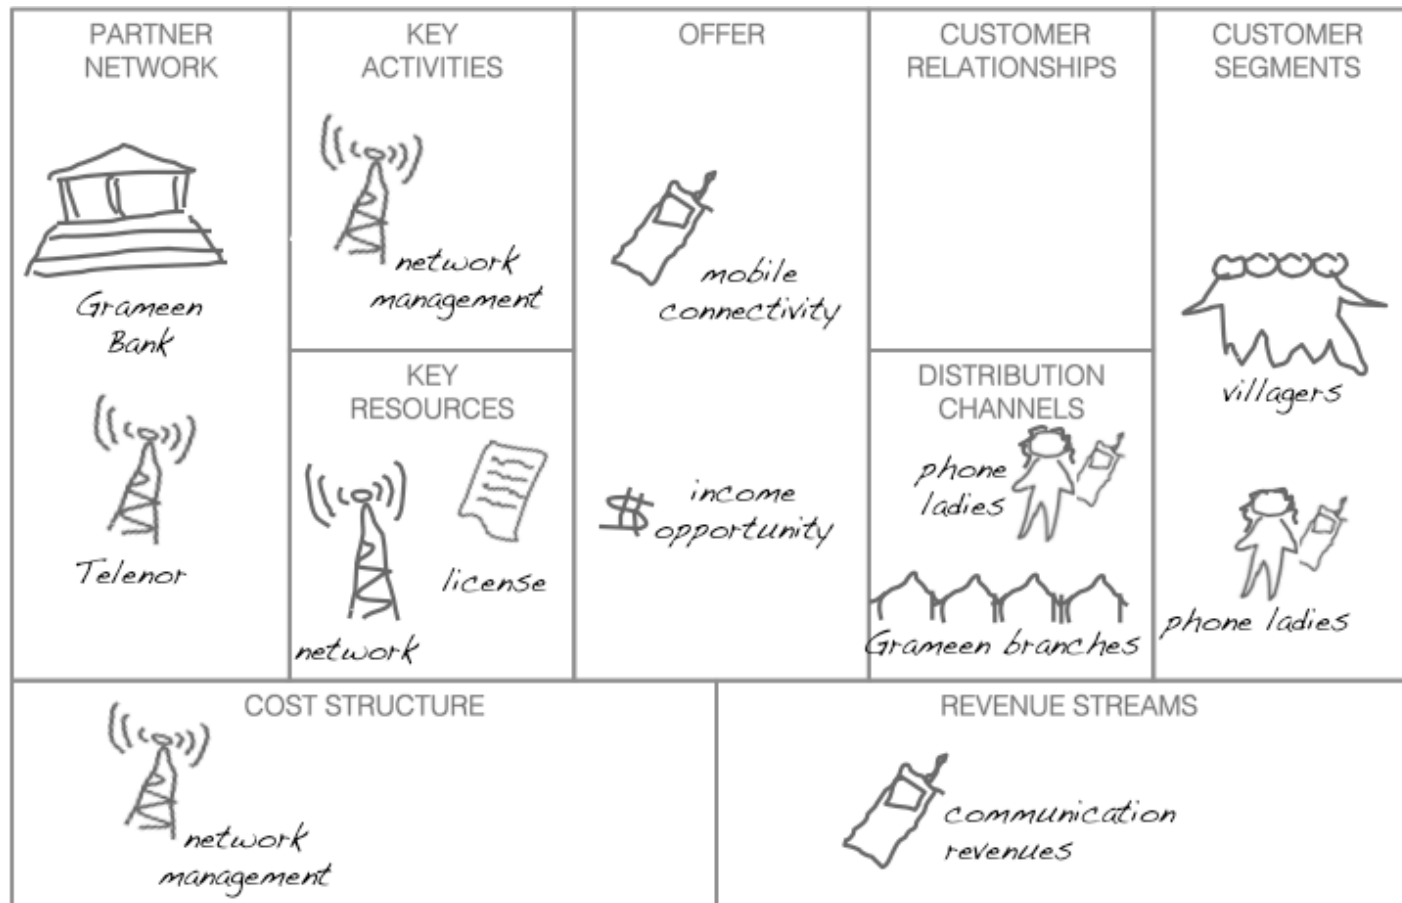 PARTNER
NETWORK
Grameen
Bank
Telenor
KEY
ACTIVITIES
network
management
KEY
RESOURCES
license
network
OFFER
mobile
connectivity
$ income
opportunity
CUSTOMER
RELATIONSHIPS
DISTRIBUTION
CHANNELS
phone
ladies
Grameen branches
CUSTOMER
SEGMENTS
villagers
phone ladies
COST STRUCTURE
network
management
REVENUE STREAMS
communication
revenues